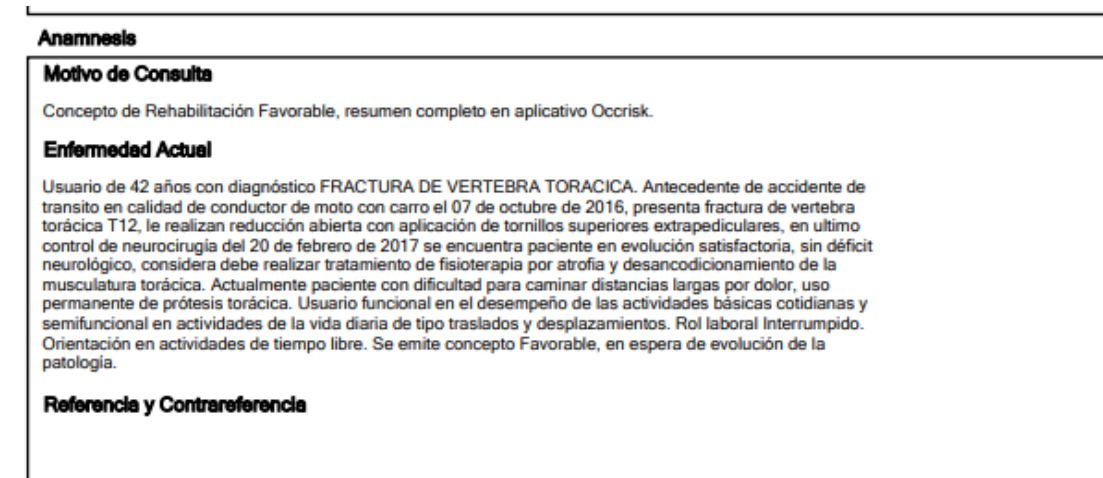 Anamnesis
Motivo de Consulta
Concepto de Rehabilitación Favorable, resumen completo en aplicativo Occrisk.
Enfermedad Actual
Usuario de 42 años con diagnóstico FRACTURA DE VERTEBRA TORACICA. Antecedente de accidente de
transito en calidad de conductor de moto con carro el 07 de octubre de 2016, presenta fractura de vertebra
torácica T12, le realizan reducción abierta con aplicación de tornillos superiores extrapediculares, en ultimo
control de neurocirugía del 20 de febrero de 2017 se encuentra paciente en evolución satisfactoria, sin déficit
neurológico, considera debe realizar tratamiento de fisioterapia por atrofia y desancodicionamiento de la
musculatura torácica. Actualmente paciente con dificultad para caminar distancias largas por dolor, uso
permanente de prótesis torácica. Usuario funcional en el desempeño de las actividades básicas cotidianas y
semifuncional en actividades de la vida diaria de tipo traslados y desplazamientos. Rol laboral Interrumpido.
Orientación en actividades de tiempo libre. Se emite concepto Favorable, en espera de evolución de la
patología.
Referencia y Contrareferencia